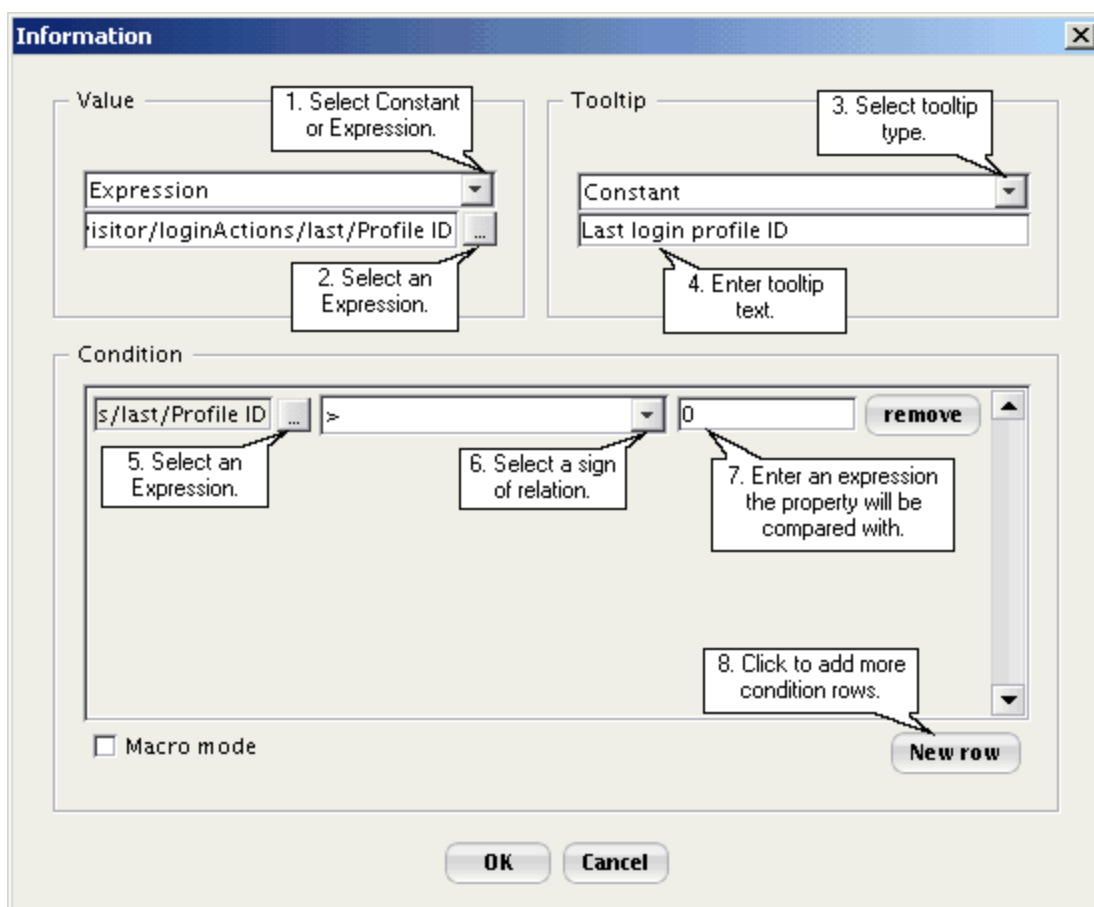 Information
Value
1. Select Constant
or Expression.
Expression
visitor/loginActions/last/Profile ID
...
2. Select an
Expression.
Tooltip
3. Select tooltip
type.
Constant
Last login profile ID
4. Enter tooltip
text.
Condition
s/last/Profile ID ... > 0 remove
5. Select an
Expression.
6. Select a sign
of relation.
7. Enter an expression
the property will be
compared with.
8. Click to add more
condition rows.
Macro mode
New row
OK Cancel